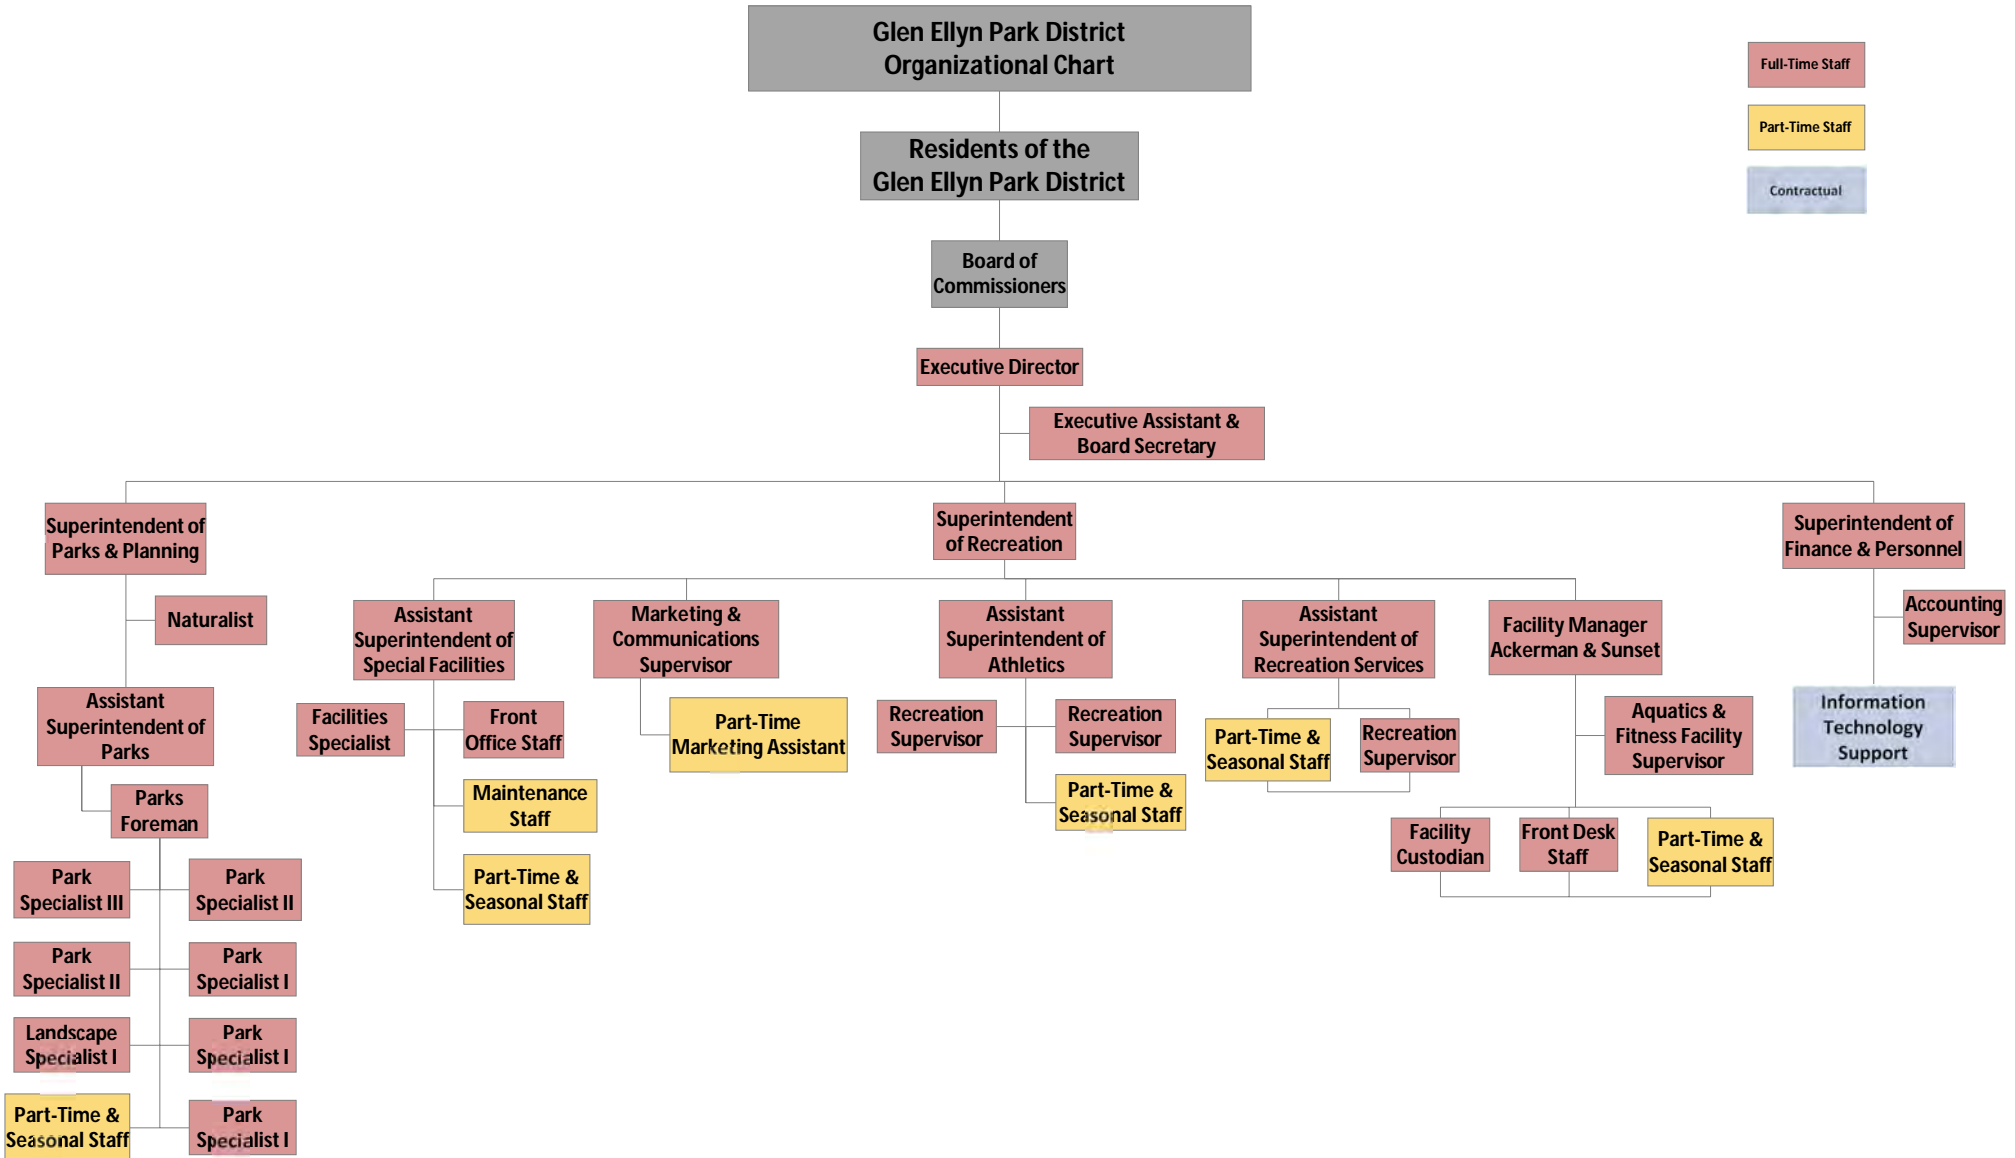 Glen Ellyn Park District
Organizational Chart
Full-Time Staff
Part-Time Staff
Contractual
Residents of the
Glen Ellyn Park District
Board of
Commissioners
Executive Director
Executive Assistant &
Board Secretary
Superintendent of
Parks & Planning
Superintendent
of Recreation
Superintendent of
Finance & Personnel
Naturalist
Assistant
Superintendent of
Parks
Parks
Foreman
Park
Specialist III
Park
Specialist II
Park
Specialist II
Park
Specialist I
Landscape
Specialist I
Park
Specialist I
Part-Time &
Seasonal Staff
Park
Specialist I
Assistant
Superintendent of
Special Facilities
Facilities
Specialist
Front
Office Staff
Maintenance
Staff
Part-Time &
Seasonal Staff
Marketing &
Communications
Supervisor
Part-Time
Marketing Assistant
Assistant
Superintendent of
Athletics
Recreation
Supervisor
Recreation
Supervisor
Part-Time &
Seasonal Staff
Assistant
Superintendent of
Recreation Services
Part-Time &
Seasonal Staff
Recreation
Supervisor
Facility Manager
Ackerman & Sunset
Aquatics &
Fitness Facility
Supervisor
Facility
Custodian
Front Desk
Staff
Part-Time &
Seasonal Staff
Accounting
Supervisor
Information
Technology
Support